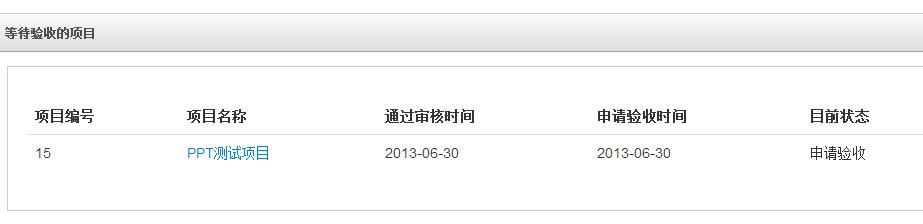 等待验收的项目
项目编号 项目名称 通过审核时间 申请验收时间 目前状态
15 PPT测试项目 2013-06-30 2013-06-30 申请验收